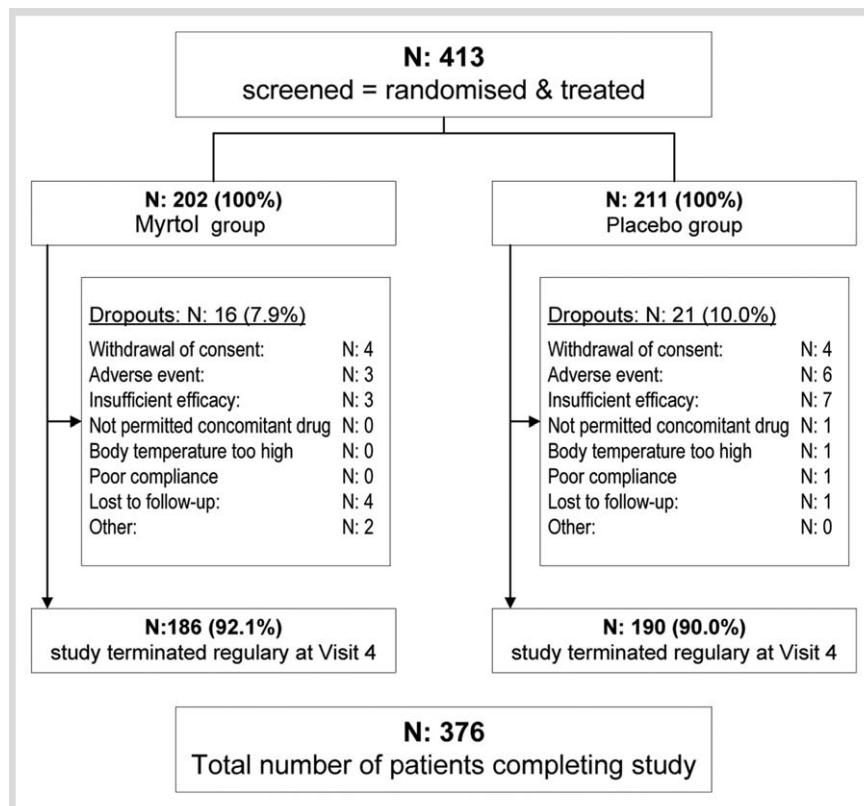 N: 413
screened = randomised & treated
N: 202 (100%)
Myrtol group
N: 211 (100%)
Placebo group
Dropouts: N: 16 (7.9%)
Withdrawal of consent: N: 4
Adverse event: N: 3
Insufficient efficacy: N: 3
Not permitted concomitant drug N: 0
Body temperature too high N: 0
Poor compliance N: 0
Lost to follow-up: N: 4
Other: N: 2
Dropouts: N: 21 (10.0%)
Withdrawal of consent: N: 4
Adverse event: N: 6
Insufficient efficacy: N: 7
Not permitted concomitant drug N: 1
Body temperature too high N: 1
Poor compliance N: 1
Lost to follow-up: N: 1
Other: N: 0
N:186 (92.1%)
study terminated regulary at Visit 4
N: 190 (90.0%)
study terminated regulary at Visit 4
N: 376
Total number of patients completing study